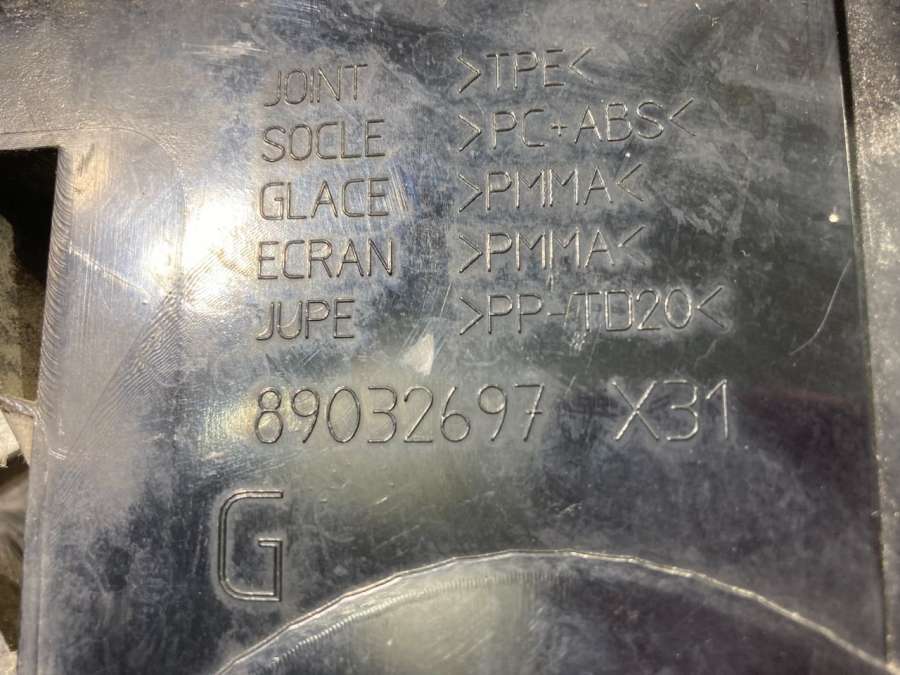 JOINT >TPE<
SOCLE >PC+ABS<
GLACE >PMMA<
ECRAN >PMMA<
JUPE >PP-TD20<
89032697 X31
G